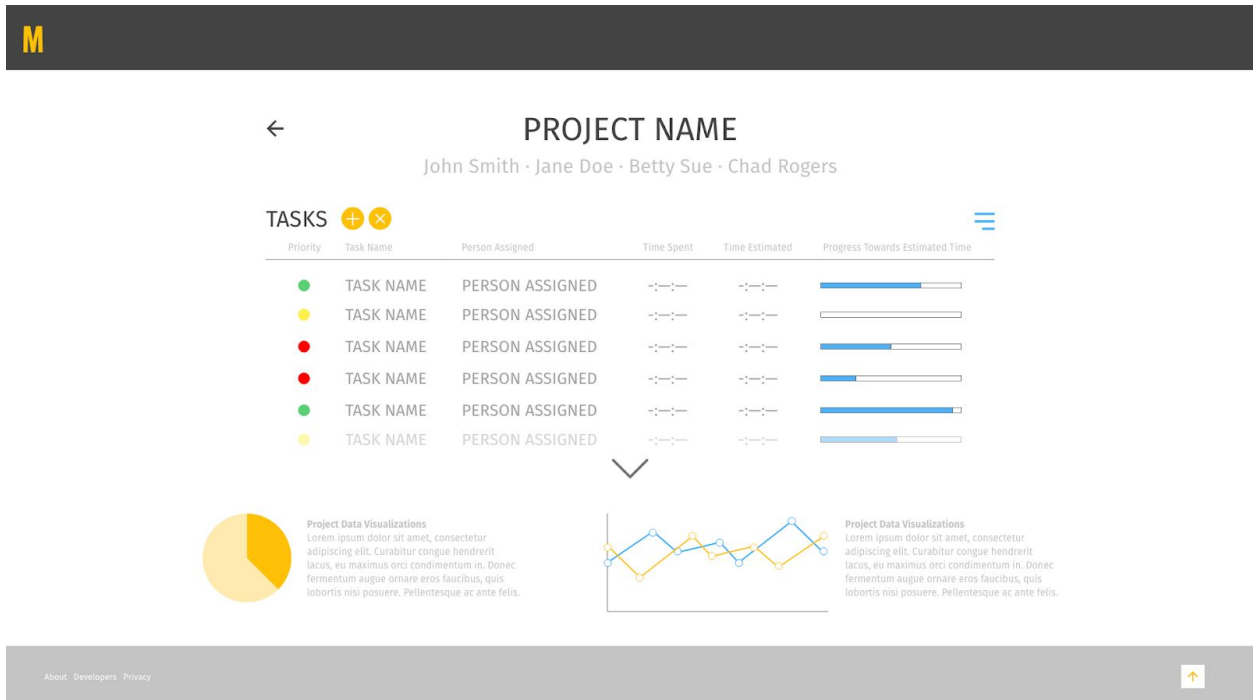 M
PROJECT NAME
John Smith · Jane Doe · Betty Sue · Chad Rogers
TASKS
Priority Task Name Person Assigned Time Spent Time Estimated Progress Towards Estimated Time
TASK NAME PERSON ASSIGNED -:—:— -:—:—
TASK NAME PERSON ASSIGNED -:—:— -:—:—
TASK NAME PERSON ASSIGNED -:—:— -:—:—
TASK NAME PERSON ASSIGNED -:—:— -:—:—
TASK NAME PERSON ASSIGNED -:—:— -:—:—
TASK NAME PERSON ASSIGNED -:—:— -:—:—
Project Data Visualizations
Lorem ipsum dolor sit amet, consectetur
adipiscing elit. Curabitur congue hendrerit
lacus, eu maximus orci condimentum in. Donec
fermentum augue ornare eros faucibus, quis
lobortis nisi posuere. Pellentesque ac ante felis.
Project Data Visualizations
Lorem ipsum dolor sit amet, consectetur
adipiscing elit. Curabitur congue hendrerit
lacus, eu maximus orci condimentum in. Donec
fermentum augue ornare eros faucibus, quis
lobortis nisi posuere. Pellentesque ac ante felis.
About Developers Privacy